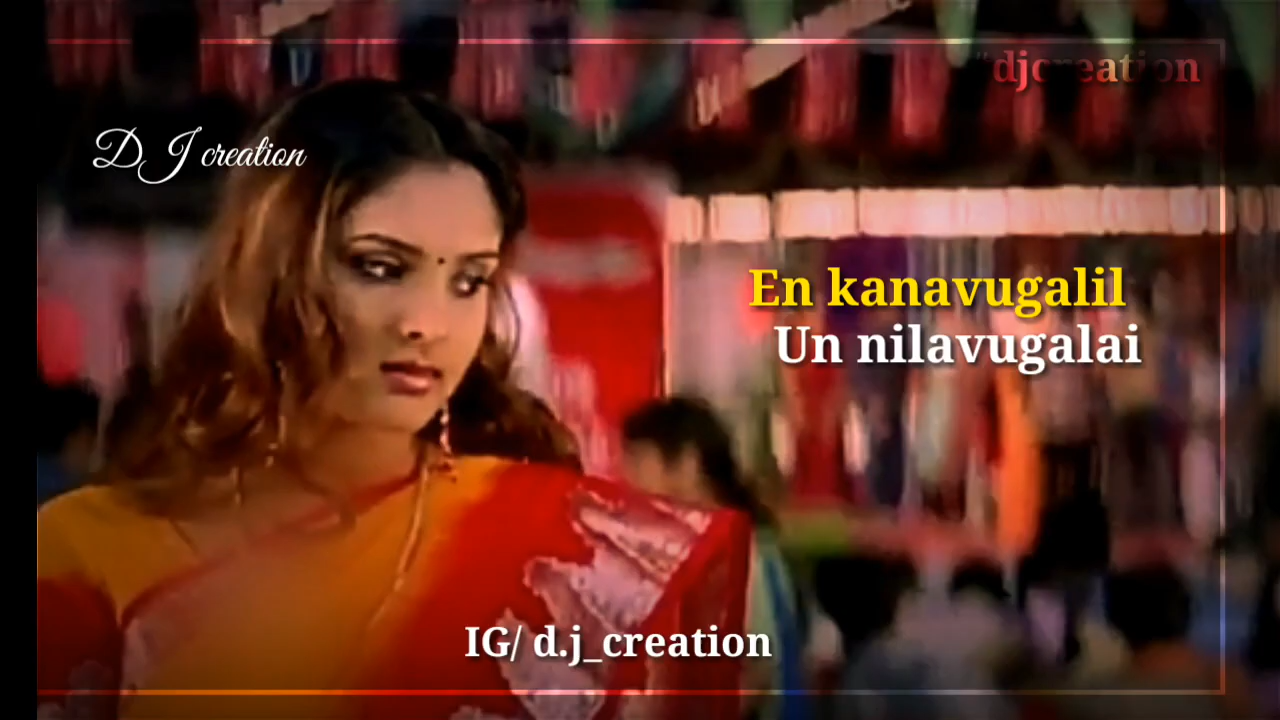 "djcreation
D J creation
En kanavugalil
Un nilavugalai
IG/ d.j_creation